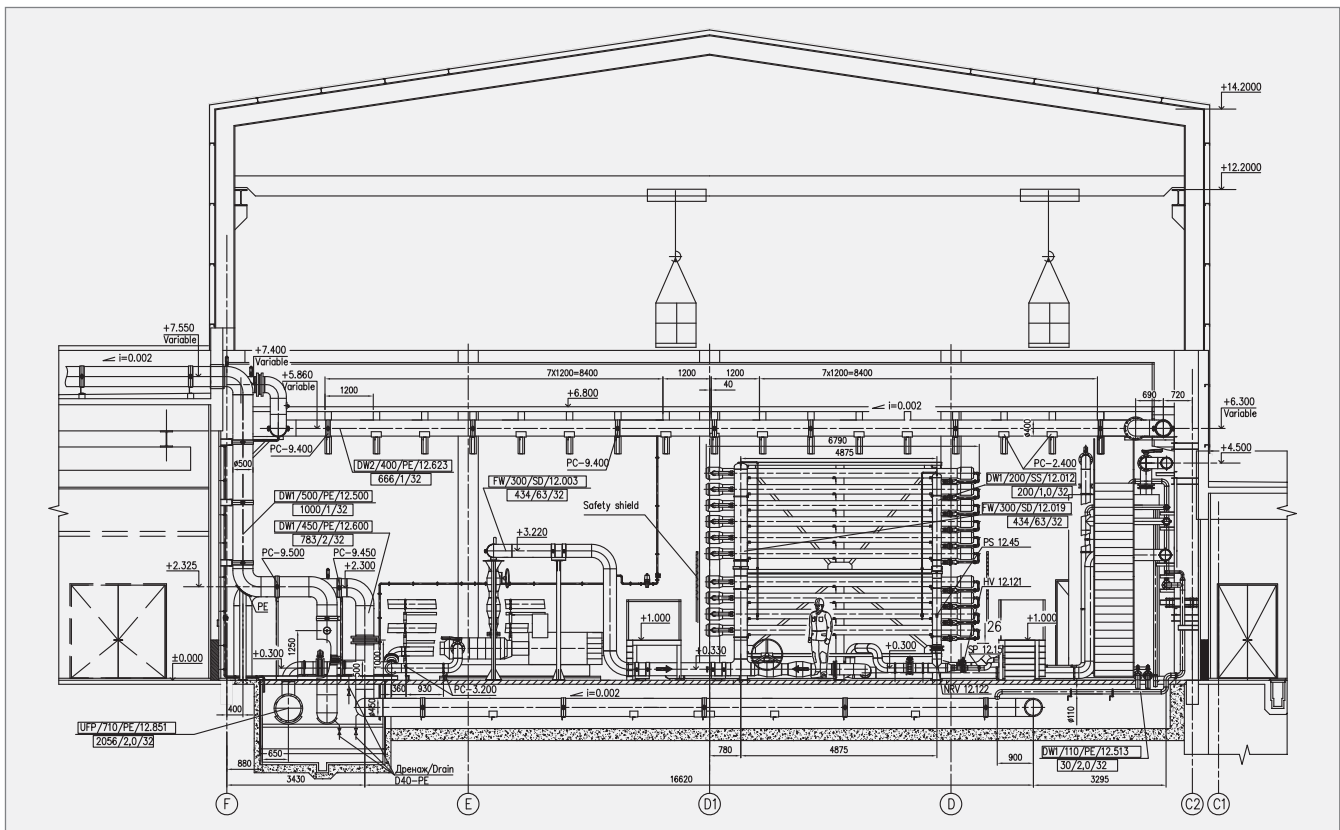 +14.2000
+12.2000
+7.550
Variable
i=0.002
+7.400
Variable
+5.860
Variable
7X1200=8400
1200
1200
7x1200=8400
40
1200
+6.800
i=0.002
690
720
+6.300
Variable
ø400
6790
4875
+4.500
PC-9.400
ø500
DW2/400/PE/12.623
666/1/32
PC-9.400
PC-2.400
FW/300/SD/12.003
434/63/32
DW1/200/SS/12.012
200/1,0/32
DW1/500/PE/12.500
1000/1/32
Safety shield
FW/300/SD/12.019
434/63/32
DW1/450/PE/12.600
783/2/32
+3.220
PS 12.45
PC-9.500
PC-9.450
+2.325
+2.300
HV 12.121
PE
+1.000
26
+1.000
1250
1000
±0.000
+0.300
+0.330
+0.300
SP 12.15
500
360
930
PC-3.200
i=0.002
NRV 12.122
400
ø450
ø110
UFP/710/PE/12.851
2056/2,0/32
650
780
4875
DW1/110/PE/12.513
30/2,0/32
880
Дренаж/Drain
D40-PE
900
3430
16620
3295
F
E
D1
D
C2
C1